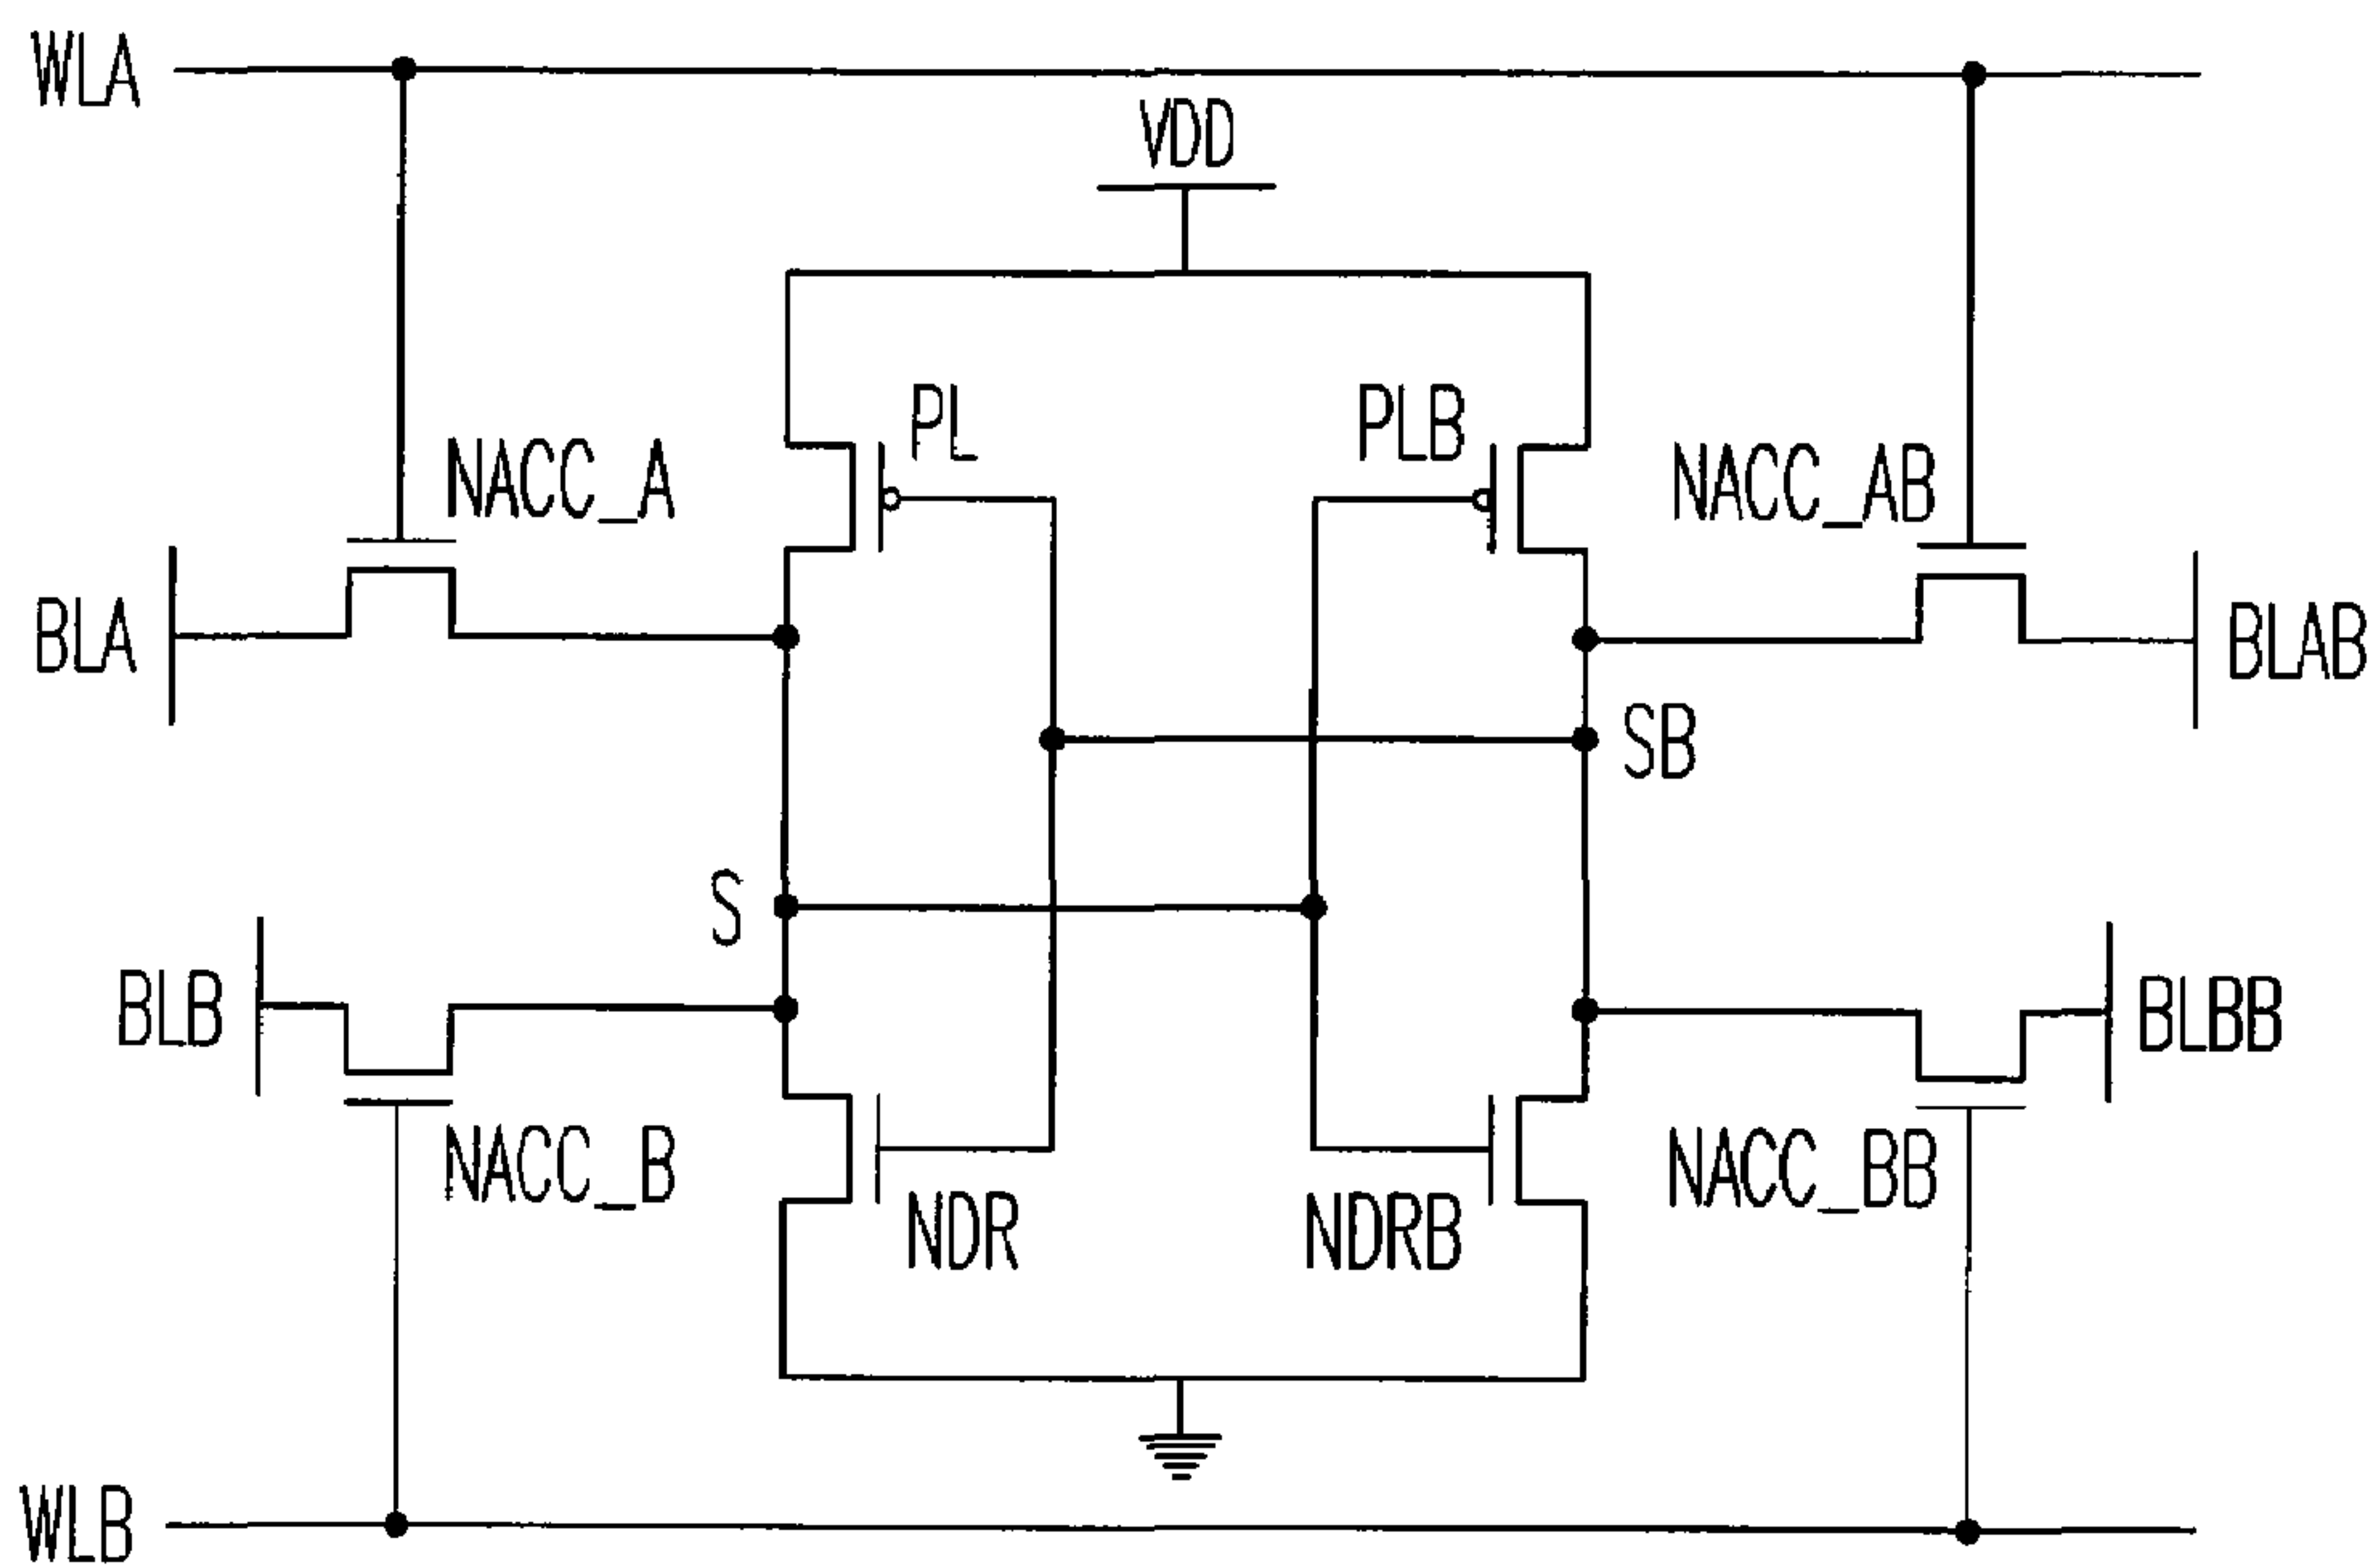 WLA
VDD
PL
PLB
NACC_A
NACC_AB
BLA
BLAB
SB
S
BLB
BLBB
NACC_B
NACC_BB
NDR
NDRB
WLB